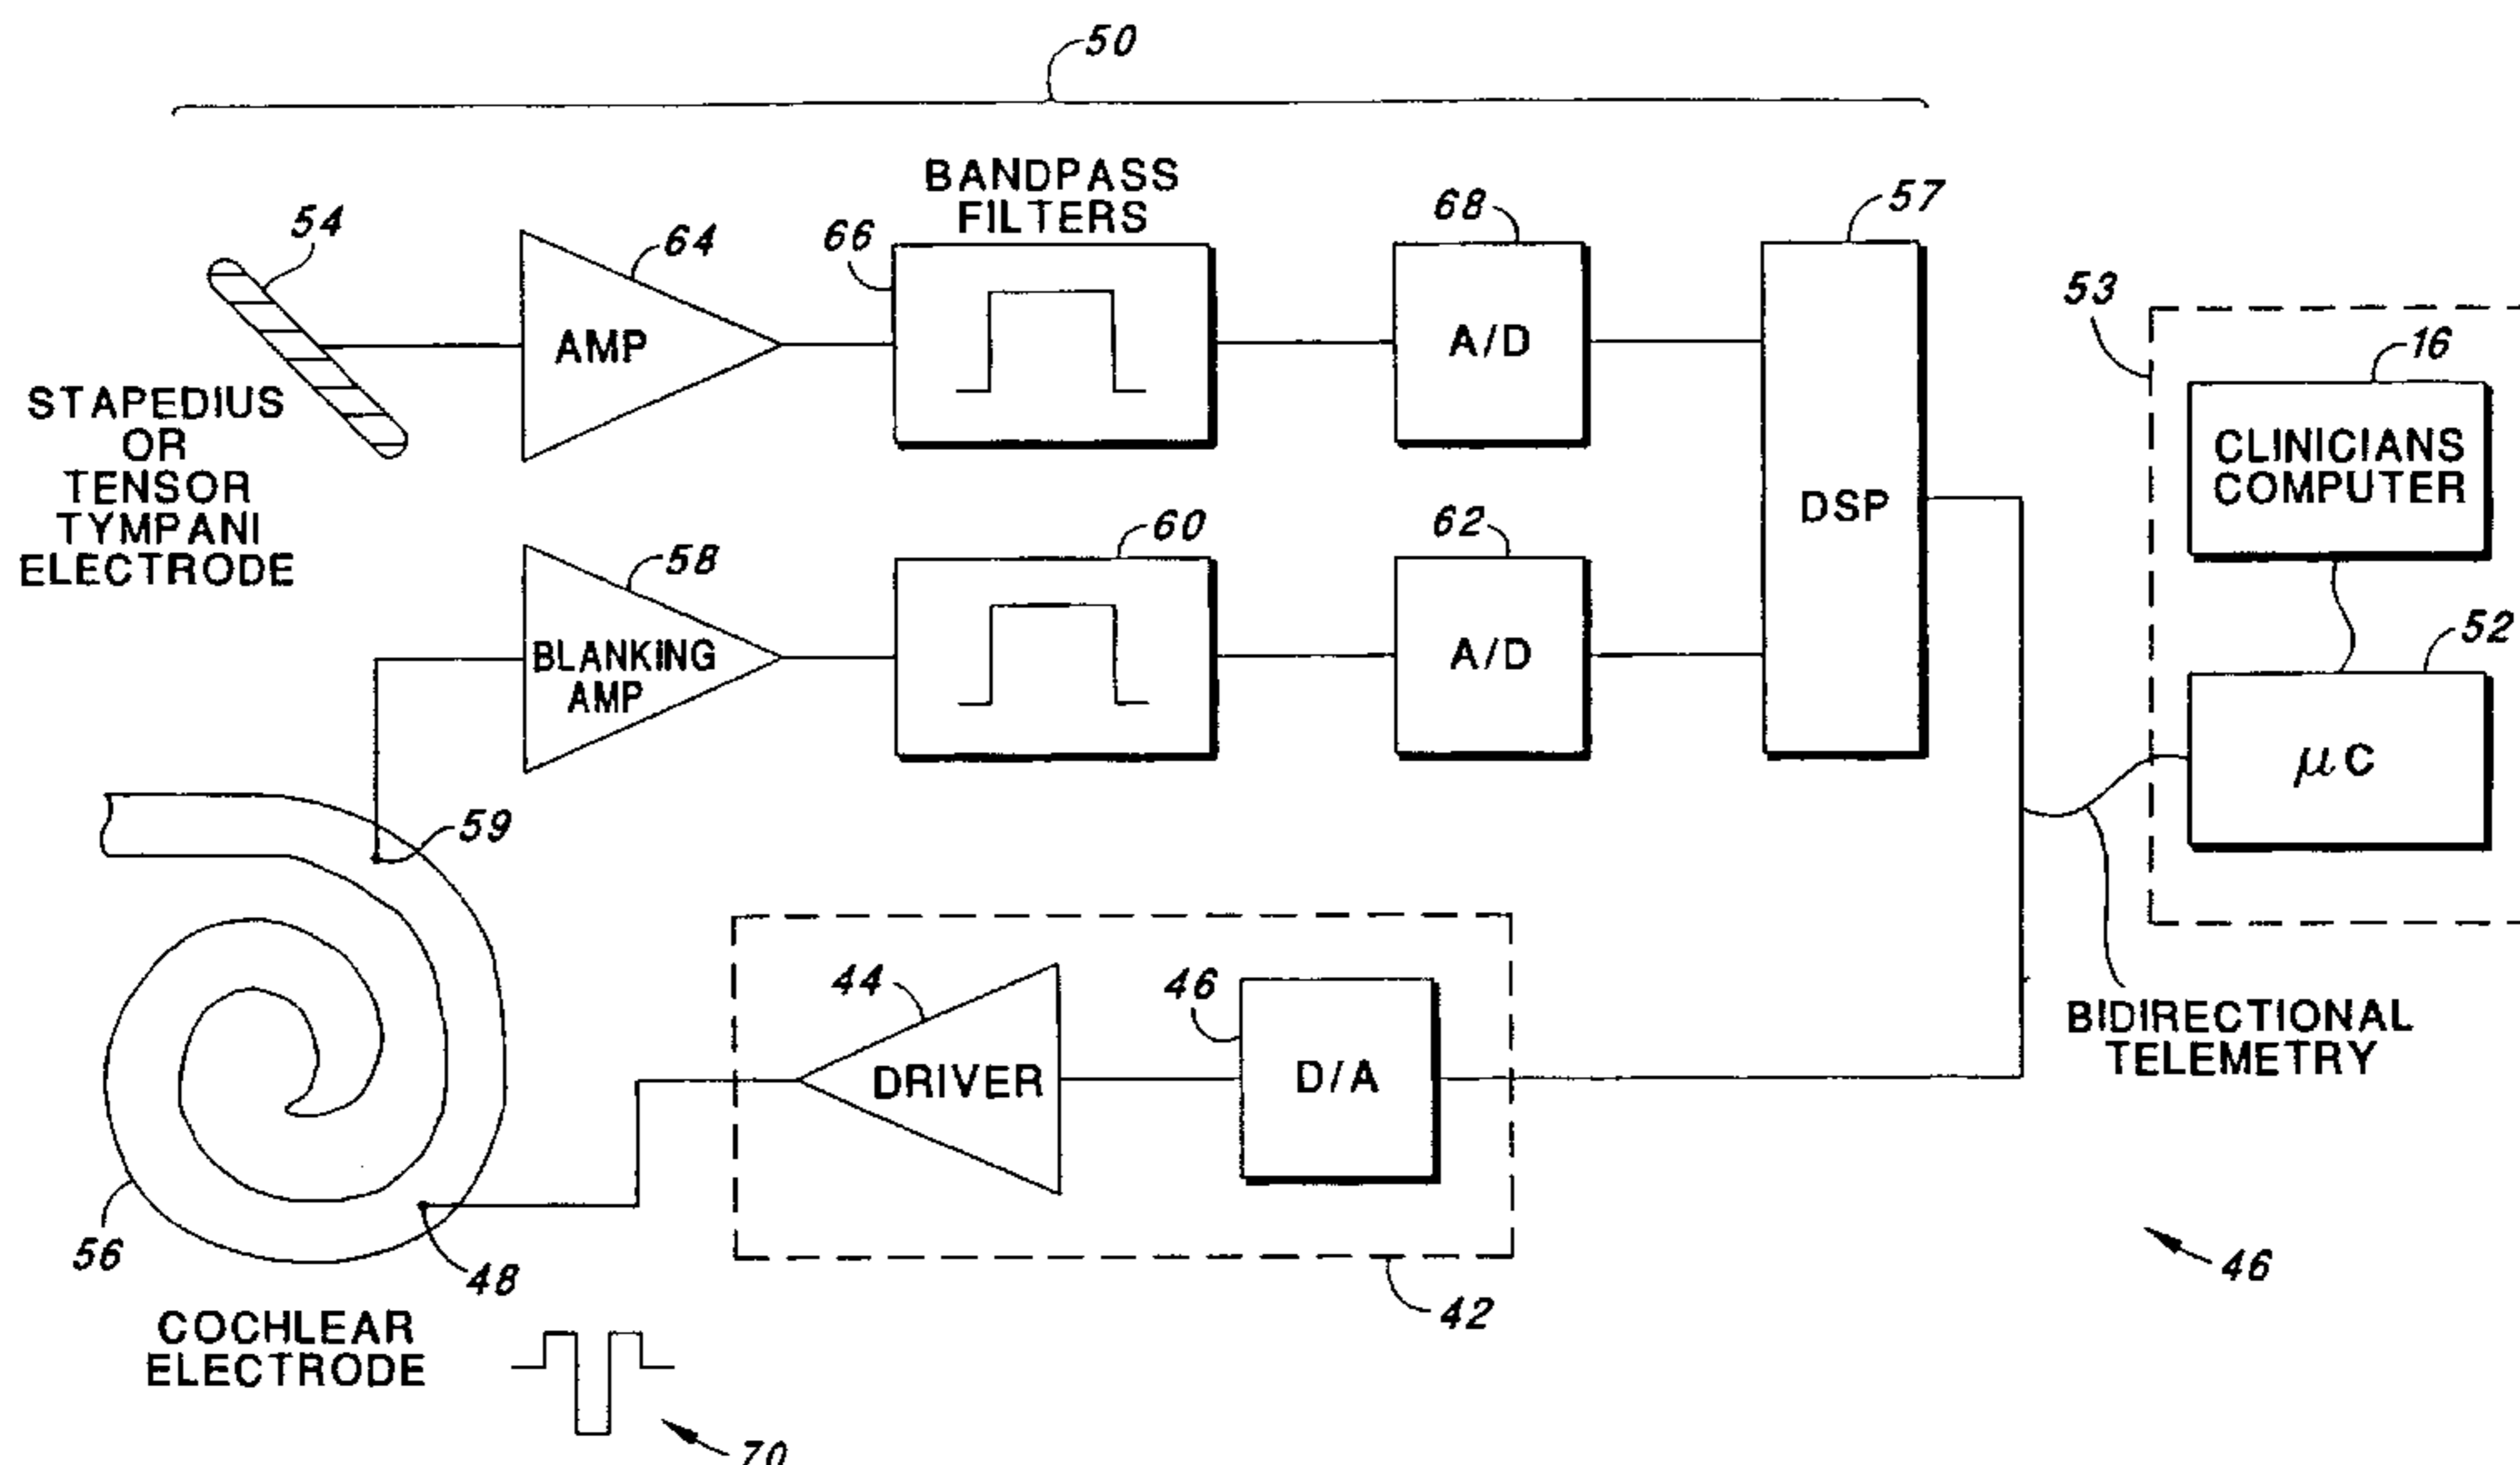 50
BANDPASS
FILTERS
54
64
66
68
57
AMP
A/D
STAPEDIUS
OR
TENSOR
TYMPANI
ELECTRODE
53
16
CLINICIANS
COMPUTER
DSP
58
60
62
BLANKING
AMP
A/D
52
μC
59
44
46
DRIVER
D/A
BIDIRECTIONAL
TELEMETRY
56
48
42
46
COCHLEAR
ELECTRODE
70